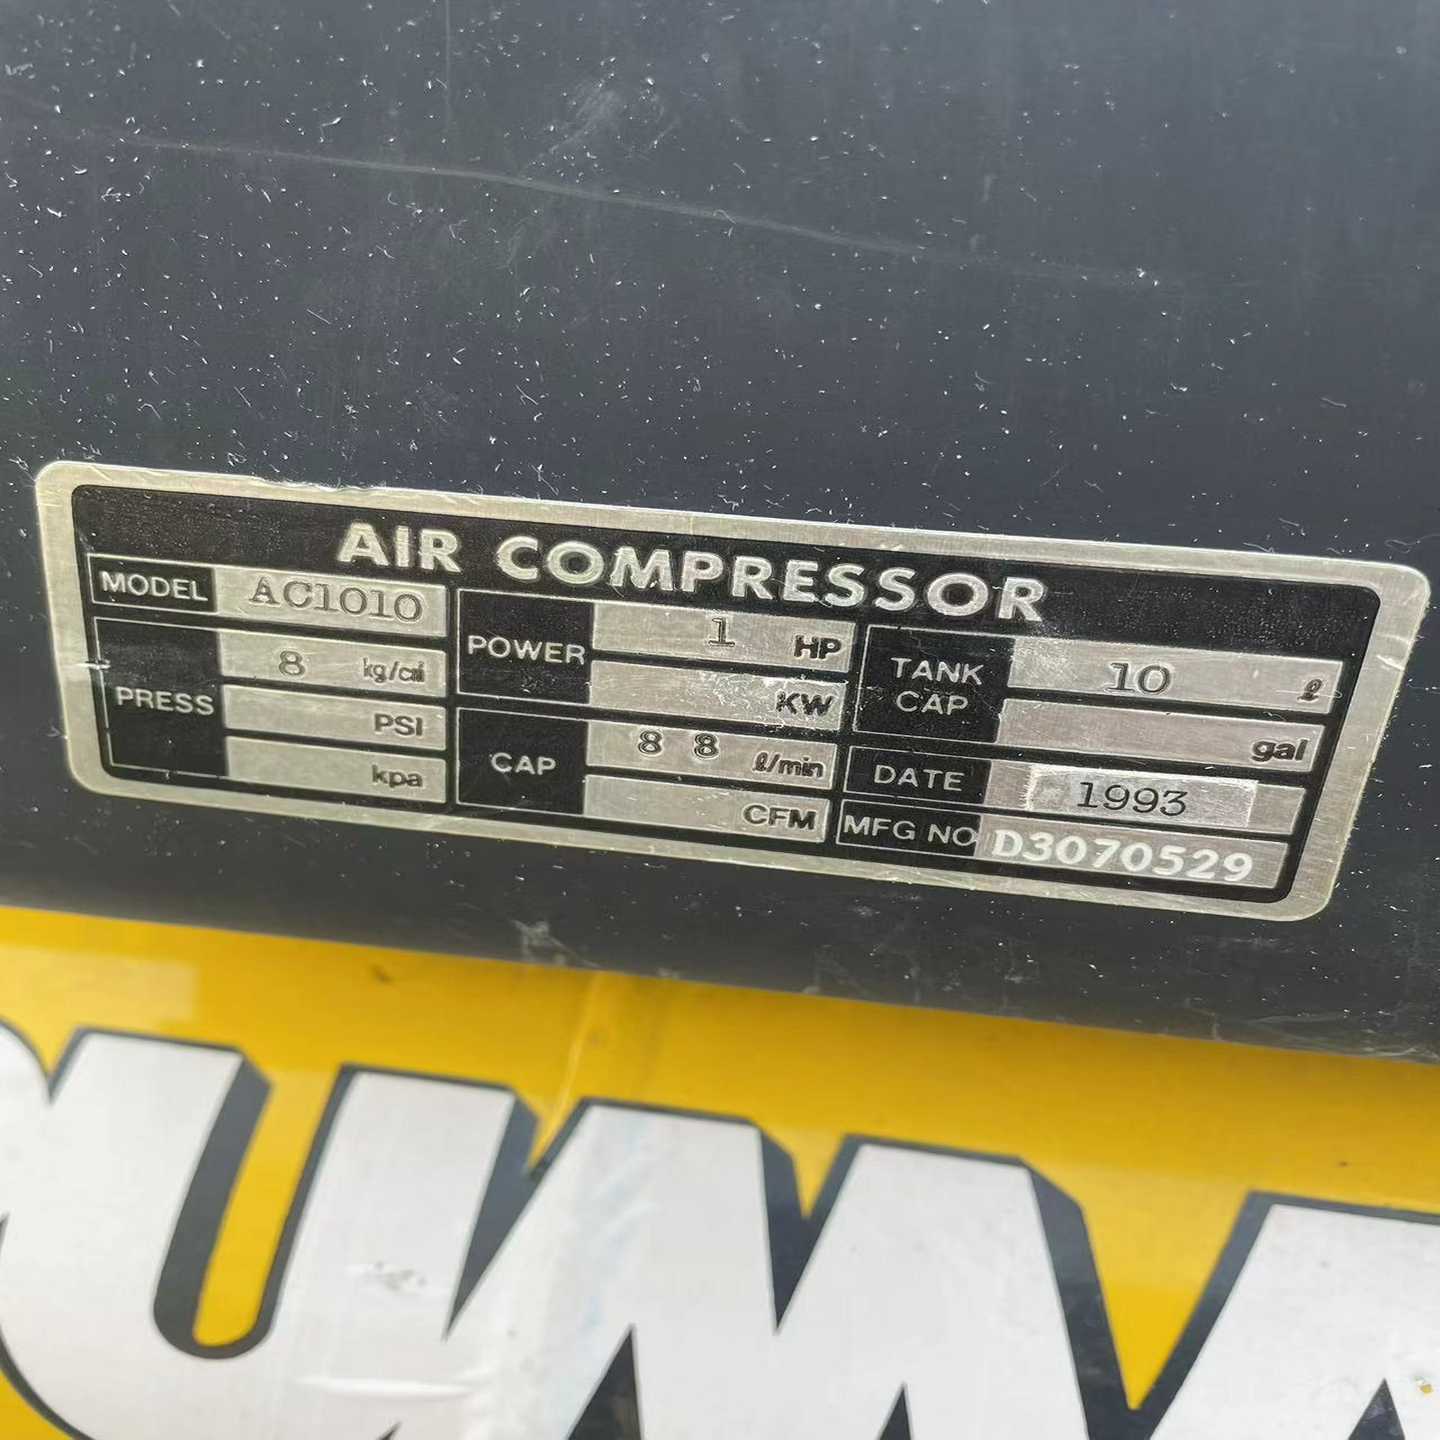 AIR COMPRESSOR
MODEL AC1010
PRESS 8 kg/cm²
PSI
kpa
POWER 1 HP
KW
CAP 88 ℓ/min
CFM
TANK CAP 10 ℓ
gal
DATE 1993
MFG NO D3070529